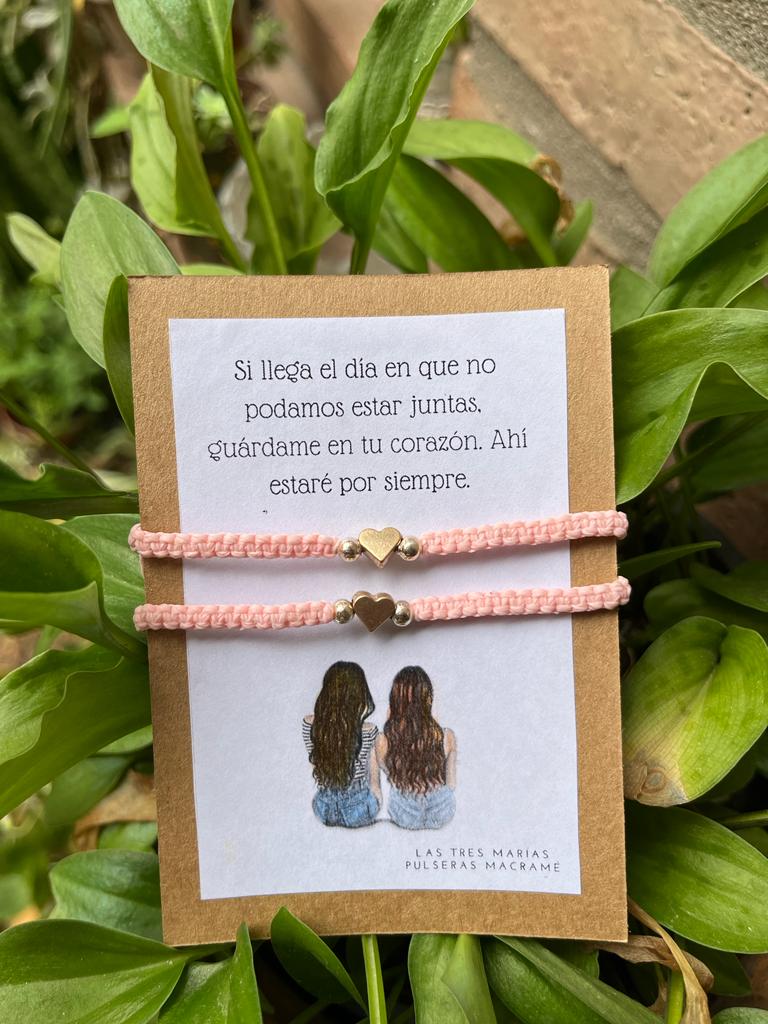 Si llega el día en que no
podamos estar juntas,
guárdame en tu corazón. Ahí
estaré por siempre.
LAS TRES MARÍAS
PULSERAS MACRAMÉ